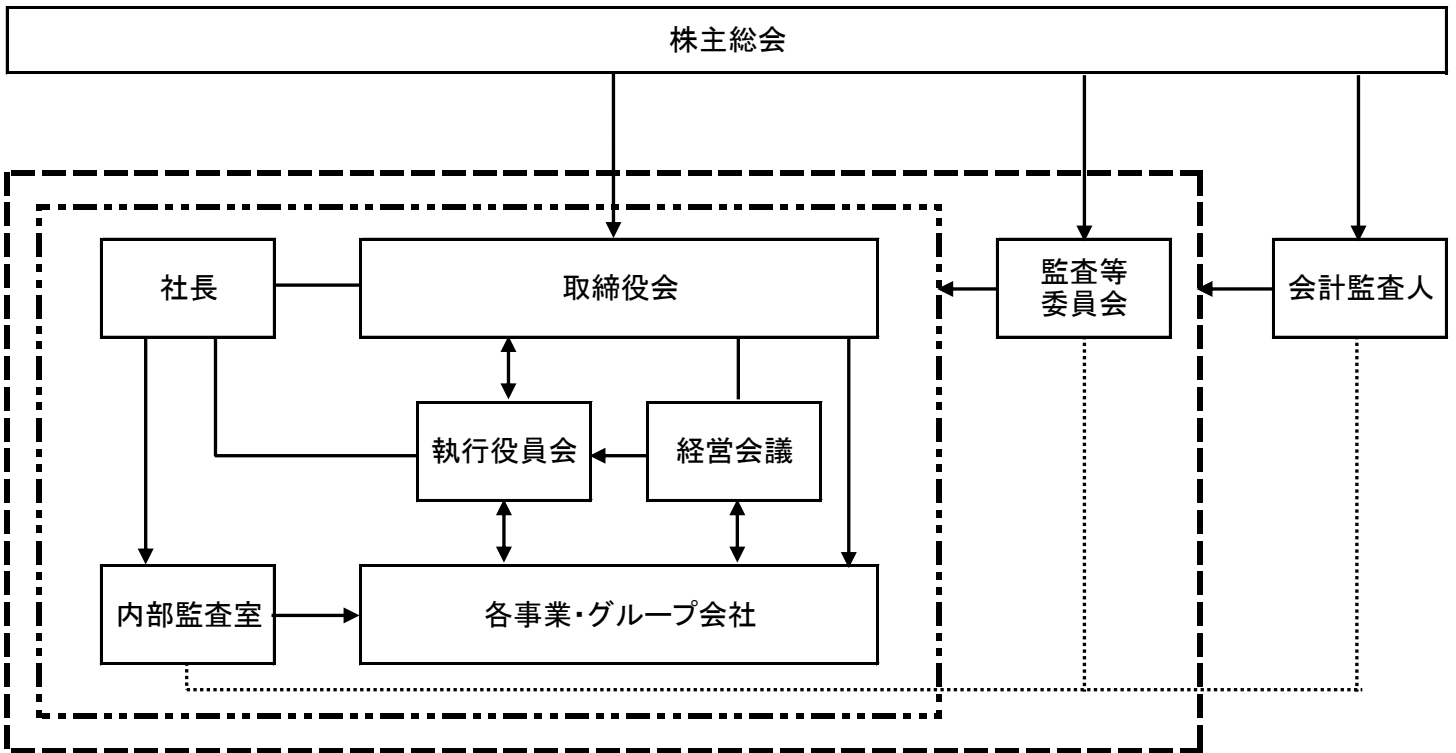 株主総会
社長
取締役会
監査等
委員会
会計監査人
執行役員会
経営会議
内部監査室
各事業・グループ会社